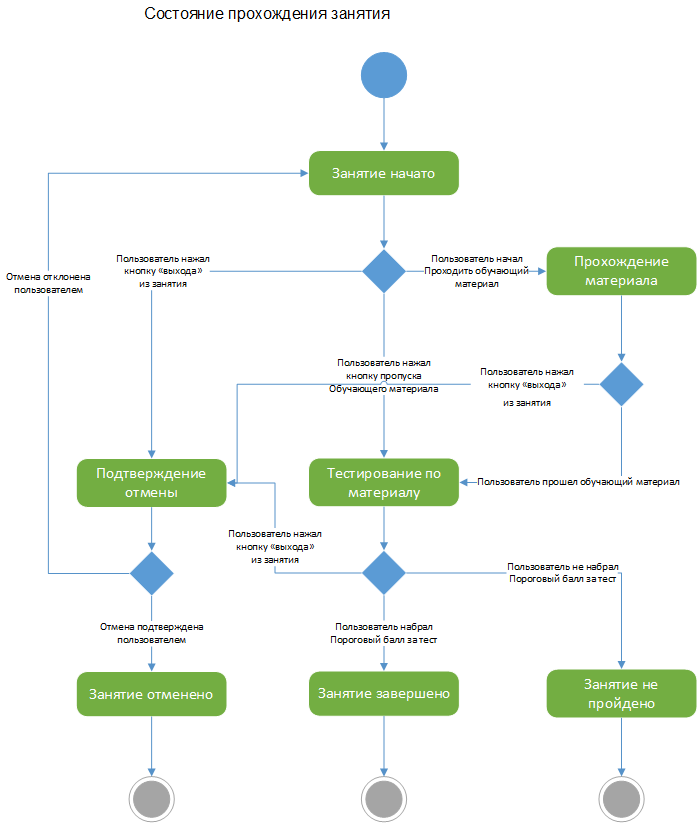 Состояние прохождения занятия
Занятие начато
Отмена отклонена
пользователем
Пользователь нажал
кнопку «выхода»
из занятия
Пользователь начал
Проходить обучающий
материал
Прохождение
материала
Пользователь нажал
кнопку пропуска
Обучающего материала
Пользователь нажал
кнопку «выхода»
из занятия
Подтверждение
отмены
Тестирование по
материалу
Пользователь прошел обучающий материал
Пользователь нажал
кнопку «выхода»
из занятия
Пользователь не набрал
Пороговый балл за тест
Отмена подтверждена
пользователем
Пользователь набрал
Пороговый балл за тест
Занятие отменено
Занятие завершено
Занятие не
пройдено